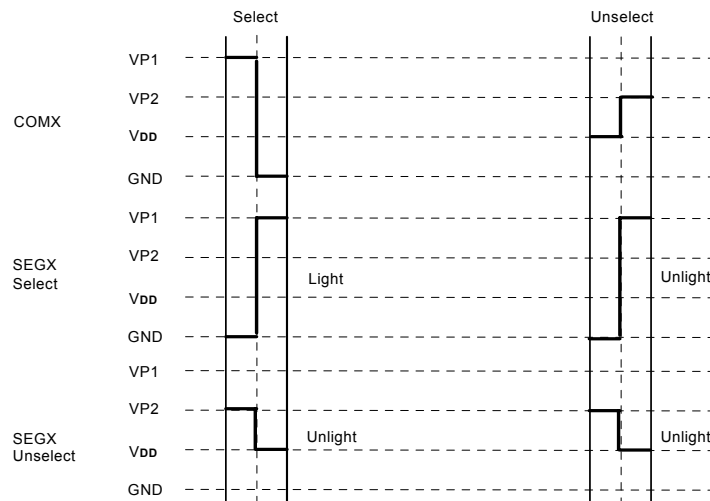 Select Unselect
VP1
VP2
COMX
VDD
GND
VP1
VP2
SEGX
Select
Light
Unlight
VDD
GND
VP1
VP2
SEGX
Unselect
Unlight
Unlight
VDD
GND